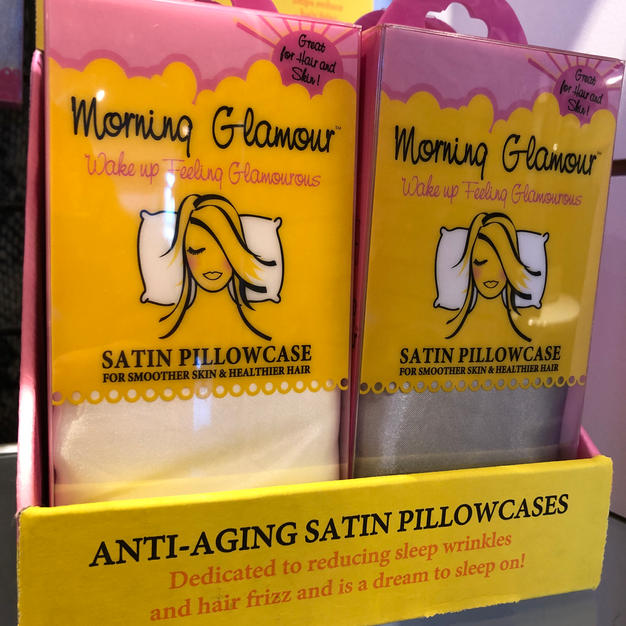 Great
for Hair and
Skin!
Morning Glamour™
Wake up Feeling Glamourous
SATIN PILLOWCASE
FOR SMOOTHER SKIN & HEALTHIER HAIR
Great
for Hair and
Skin!
Morning Glamour™
Wake up Feeling Glamourous
SATIN PILLOWCASE
FOR SMOOTHER SKIN & HEALTHIER HAIR
ANTI-AGING SATIN PILLOWCASES
Dedicated to reducing sleep wrinkles
and hair frizz and is a dream to sleep on!